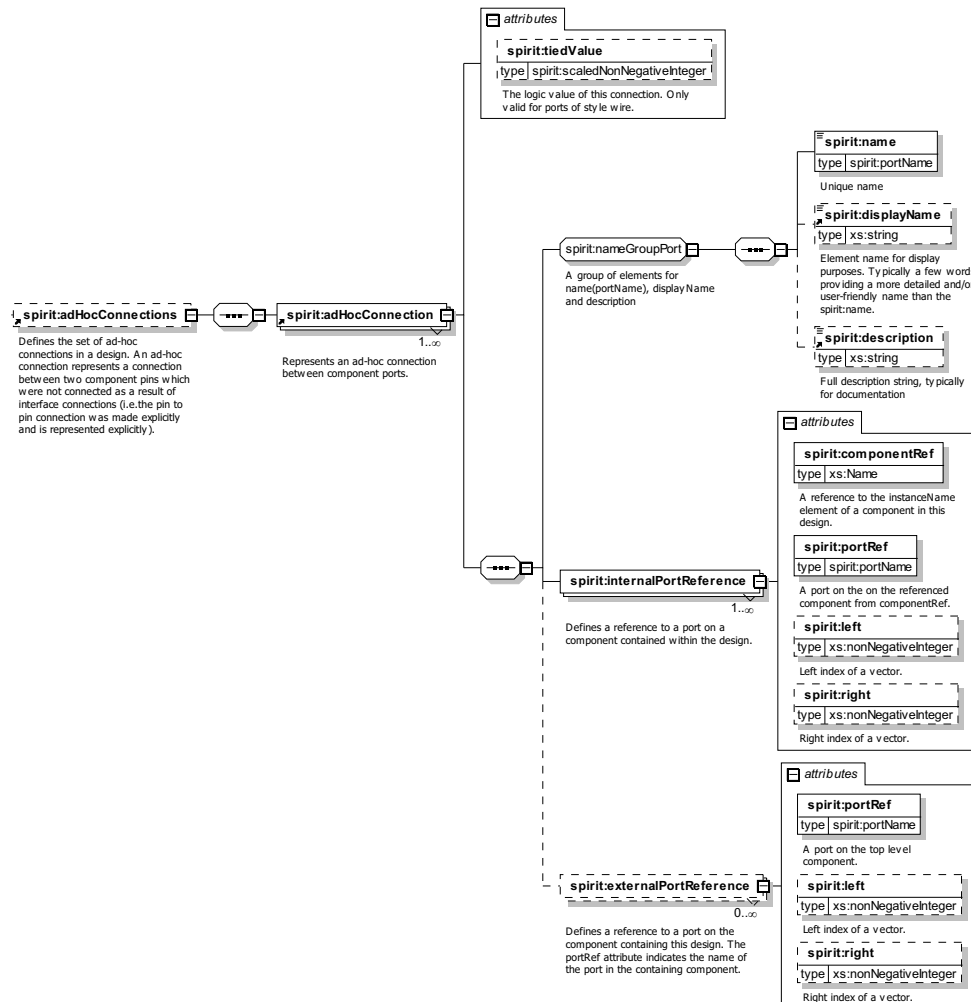 attributes
spirit:tiedValue
type spirit:scaledNonNegativeInteger
The logic value of this connection. Only
valid for ports of style wire.
spirit:name
type spirit:portName
Unique name
spirit:displayName
type xs:string
Element name for display
purposes. Typically a few word
providing a more detailed and/o
user-friendly name than the
spirit:name.
spirit:description
type xs:string
Full description string, typically
for documentation
spirit:nameGroupPort
A group of elements for
name(portName), displayName
and description
spirit:adHocConnections
Defines the set of ad-hoc
connections in a design. An ad-hoc
connection represents a connection
between two component pins which
were not connected as a result of
interface connections (i.e.the pin to
pin connection was made explicitly
and is represented explicitly).
spirit:adHocConnection
1..∞
Represents an ad-hoc connection
between component ports.
attributes
spirit:componentRef
type xs:Name
A reference to the instanceName
element of a component in this
design.
spirit:portRef
type spirit:portName
A port on the on the referenced
component from componentRef.
spirit:left
type xs:nonNegativeInteger
Left index of a vector.
spirit:right
type xs:nonNegativeInteger
Right index of a vector.
spirit:internalPortReference
1..∞
Defines a reference to a port on a
component contained within the design.
attributes
spirit:portRef
type spirit:portName
A port on the top level
component.
spirit:left
type xs:nonNegativeInteger
Left index of a vector.
spirit:right
type xs:nonNegativeInteger
Right index of a vector.
spirit:externalPortReference
0..∞
Defines a reference to a port on the
component containing this design. The
portRef attribute indicates the name of
the port in the containing component.